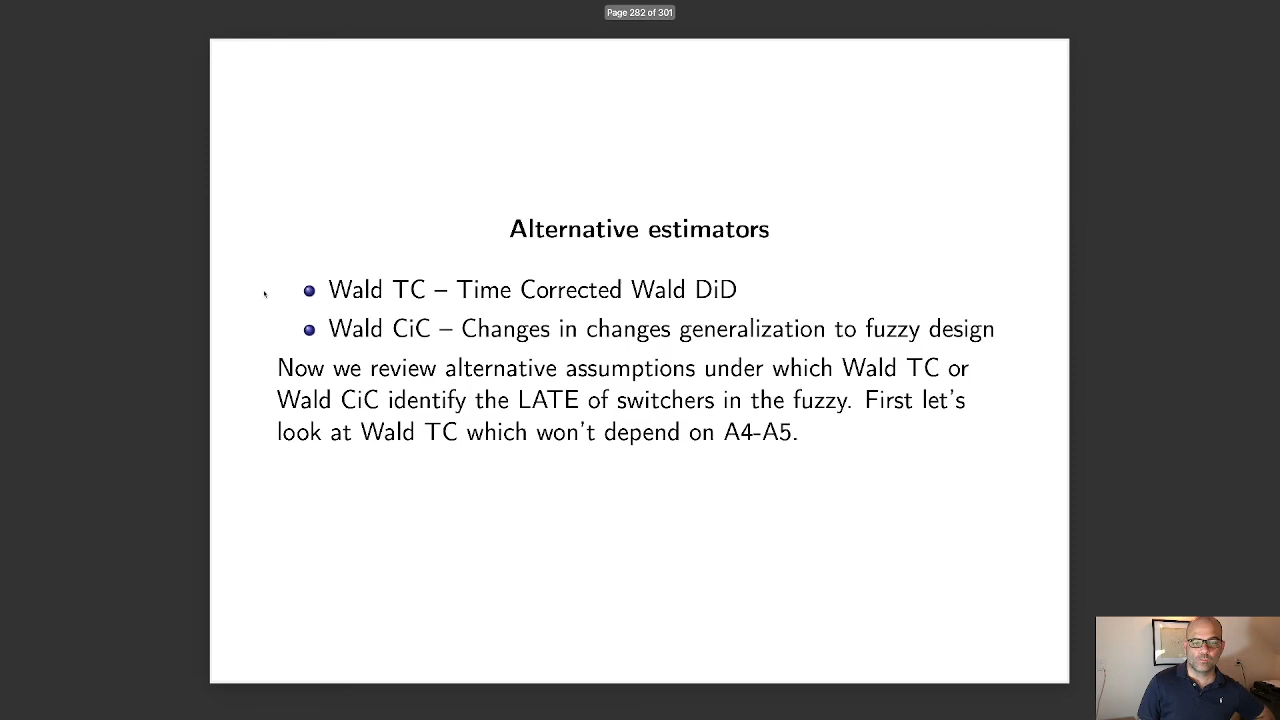 Page 282 of 301
Alternative estimators
Wald TC – Time Corrected Wald DiD
Wald CiC – Changes in changes generalization to fuzzy design
Now we review alternative assumptions under which Wald TC or
Wald CiC identify the LATE of switchers in the fuzzy. First let's
look at Wald TC which won't depend on A4-A5.